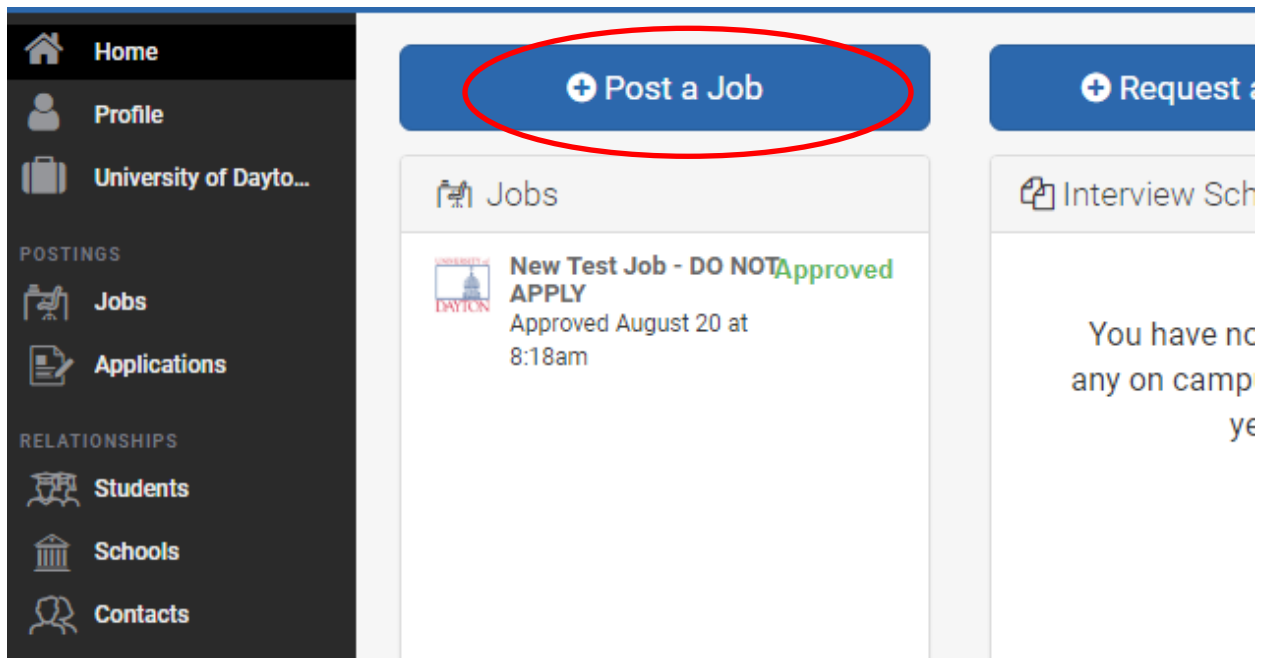 Home
Profile
University of Dayto...
POSTINGS
Jobs
Applications
RELATIONSHIPS
Students
Schools
Contacts
Post a Job
Jobs
UNIVERSITY of
DAYTON
New Test Job - DO NOT
APPLY
Approved
Approved August 20 at
8:18am
Request a
Interview Sch
You have no
any on camp
ye